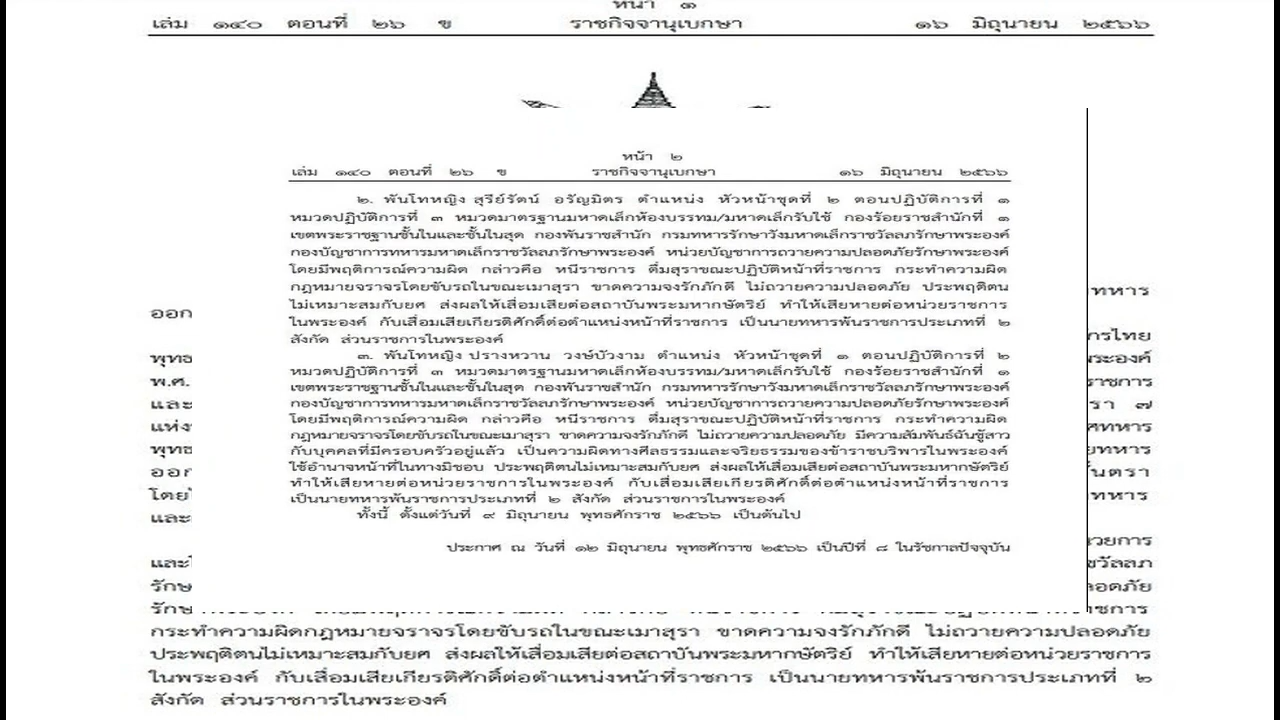 หน้า ๑
เล่ม ๑๔๐ ตอนที่ ๒๖ ข ราชกิจจานุเบกษา ๑๖ มิถุนายน ๒๕๖๖
หน้า ๒
เล่ม ๑๔๐ ตอนที่ ๒๖ ข ราชกิจจานุเบกษา ๑๖ มิถุนายน ๒๕๖๖
๒. พันโทหญิง สุรีย์รัตน์ อรัญมิตร ตำแหน่ง หัวหน้าชุดที่ ๒ ตอนปฏิบัติการที่ ๑
หมวดปฏิบัติการที่ ๓ หมวดมาตรฐานมหาดเล็กห้องบรรทม/มหาดเล็กรับใช้ กองร้อยราชสำนักที่ ๑
เขตพระราชฐานชั้นในและชั้นในสุด กองพันราชสำนัก กรมทหารรักษาวังมหาดเล็กราชวัลลภรักษาพระองค์
กองบัญชาการทหารมหาดเล็กราชวัลลภรักษาพระองค์ หน่วยบัญชาการถวายความปลอดภัยรักษาพระองค์
โดยมีพฤติการณ์ความผิด กล่าวคือ หนีราชการ ดื่มสุราขณะปฏิบัติหน้าที่ราชการ กระทำความผิด
กฎหมายจราจรโดยขับรถในขณะเมาสุรา ขาดความจงรักภักดี ไม่ถวายความปลอดภัย ประพฤติตน
ไม่เหมาะสมกับยศ ส่งผลให้เสื่อมเสียต่อสถาบันพระมหากษัตริย์ ทำให้เสียหายต่อหน่วยราชการ
ในพระองค์ กับเสื่อมเสียเกียรติศักดิ์ต่อตำแหน่งหน้าที่ราชการ เป็นนายทหารพ้นราชการประเภทที่ ๒
สังกัด ส่วนราชการในพระองค์
๓. พันโทหญิง ปรางหวาน วงษ์บัวงาม ตำแหน่ง หัวหน้าชุดที่ ๑ ตอนปฏิบัติการที่ ๒
หมวดปฏิบัติการที่ ๓ หมวดมาตรฐานมหาดเล็กห้องบรรทม/มหาดเล็กรับใช้ กองร้อยราชสำนักที่ ๑
เขตพระราชฐานชั้นในและชั้นในสุด กองพันราชสำนัก กรมทหารรักษาวังมหาดเล็กราชวัลลภรักษาพระองค์
กองบัญชาการทหารมหาดเล็กราชวัลลภรักษาพระองค์ หน่วยบัญชาการถวายความปลอดภัยรักษาพระองค์
โดยมีพฤติการณ์ความผิด กล่าวคือ หนีราชการ ดื่มสุราขณะปฏิบัติหน้าที่ราชการ กระทำความผิด
กฎหมายจราจรโดยขับรถในขณะเมาสุรา ขาดความจงรักภักดี ไม่ถวายความปลอดภัย มีความสัมพันธ์ฉันชู้สาว
กับบุคคลที่มีครอบครัวอยู่แล้ว เป็นความผิดทางศีลธรรมและจริยธรรมของข้าราชบริพารในพระองค์
ใช้อำนาจหน้าที่ในทางมิชอบ ประพฤติตนไม่เหมาะสมกับยศ ส่งผลให้เสื่อมเสียต่อสถาบันพระมหากษัตริย์
ทำให้เสียหายต่อหน่วยราชการในพระองค์ กับเสื่อมเสียเกียรติศักดิ์ต่อตำแหน่งหน้าที่ราชการ
เป็นนายทหารพ้นราชการประเภทที่ ๒ สังกัด ส่วนราชการในพระองค์
ทั้งนี้ ตั้งแต่วันที่ ๙ มิถุนายน พุทธศักราช ๒๕๖๖ เป็นต้นไป
ประกาศ ณ วันที่ ๑๒ มิถุนายน พุทธศักราช ๒๕๖๖ เป็นปีที่ ๘ ในรัชกาลปัจจุบัน
ทหาร
ออก
พุทธ
พ.ศ. ราชการ
และ รา ๗
แห่ง
พุทธ
ออก
ทหาร
และ
รักษ
กระทำความผิดกฎหมายจราจรโดยขับรถในขณะเมาสุรา ขาดความจงรักภักดี ไม่ถวายความปลอดภัย
ประพฤติตนไม่เหมาะสมกับยศ ส่งผลให้เสื่อมเสียต่อสถาบันพระมหากษัตริย์ ทำให้เสียหายต่อหน่วยราชการ
ในพระองค์ กับเสื่อมเสียเกียรติศักดิ์ต่อตำแหน่งหน้าที่ราชการ เป็นนายทหารพ้นราชการประเภทที่ ๒
สังกัด ส่วนราชการในพระองค์